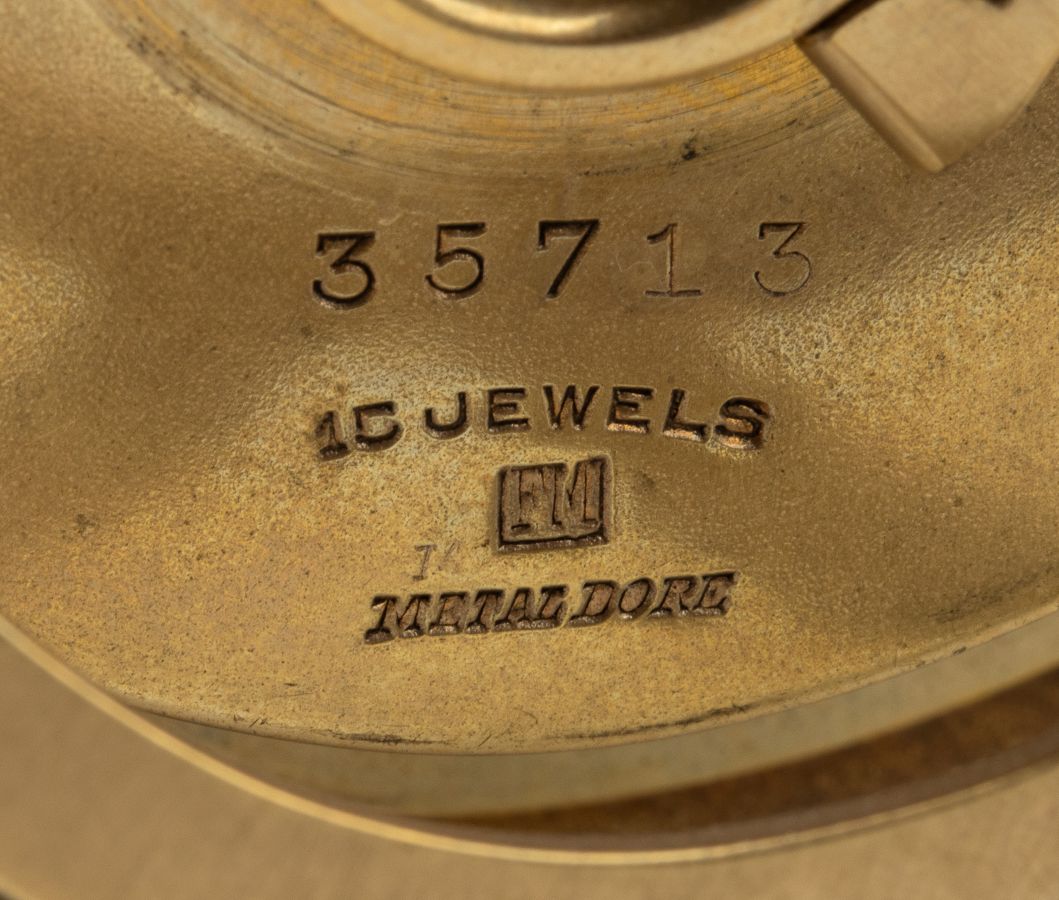 35713
15 JEWELS
FM
METAL DORE